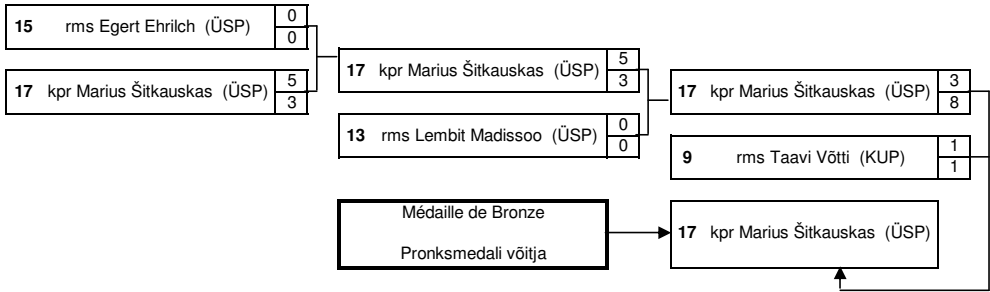 15 rms Egert Ehrilch (ÜSP) 0
0
17 kpr Marius Šitkauskas (ÜSP) 5
3
17 kpr Marius Šitkauskas (ÜSP) 5
3
13 rms Lembit Madissoo (ÜSP) 0
0
17 kpr Marius Šitkauskas (ÜSP) 3
8
9 rms Taavi Võtti (KUP) 1
1
Médaille de Bronze
Pronksmedali võitja
17 kpr Marius Šitkauskas (ÜSP)